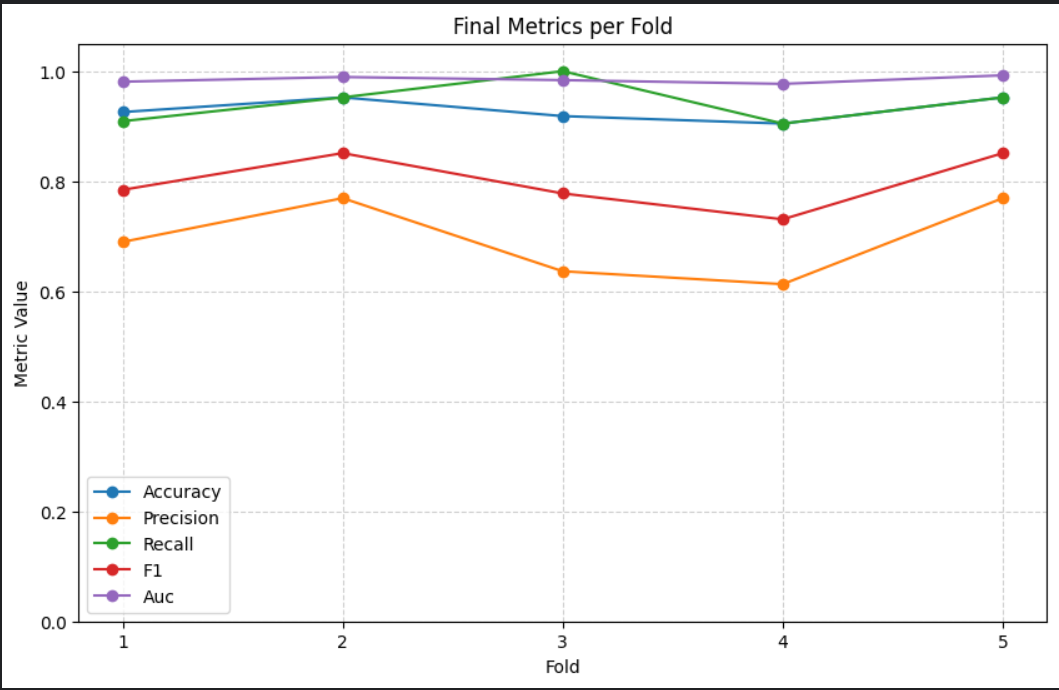 Final Metrics per Fold
1.0
0.8
0.6
0.4
0.2
0.0
Metric Value
Accuracy
Precision
Recall
F1
Auc
1 2 3 4 5
Fold